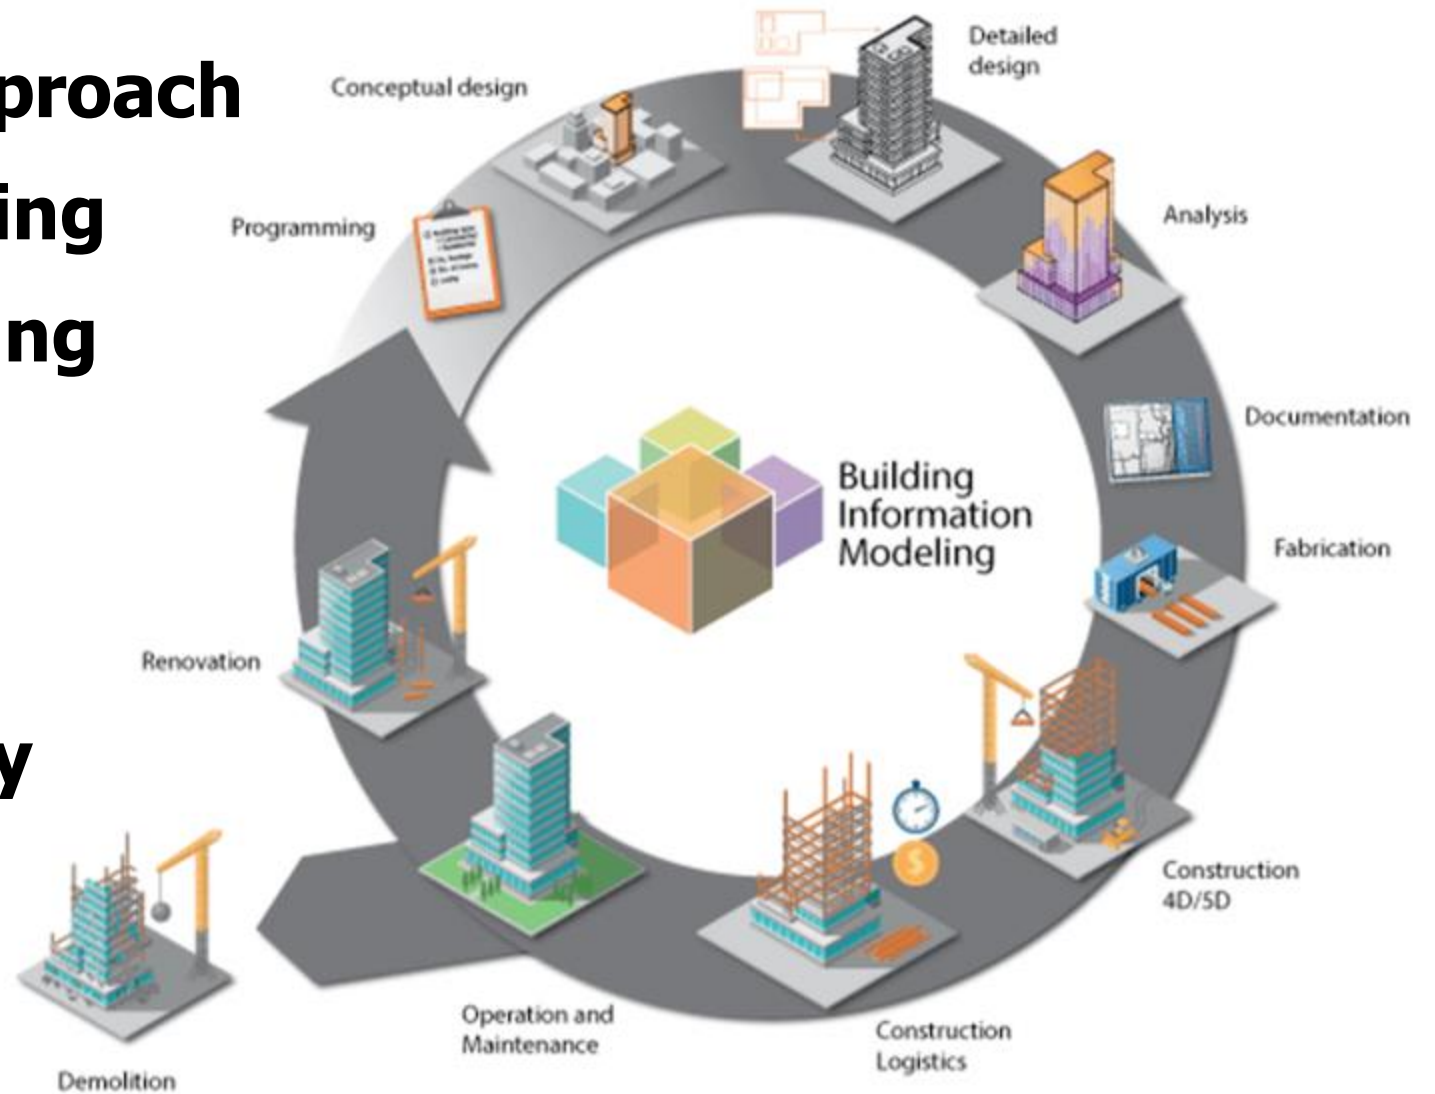 proach
ing
ng
y
Conceptual design
Detailed
design
Programming
Analysis
Documentation
Building
Information
Modeling
Fabrication
Renovation
Construction
4D/5D
Operation and
Maintenance
Construction
Logistics
Demolition
$